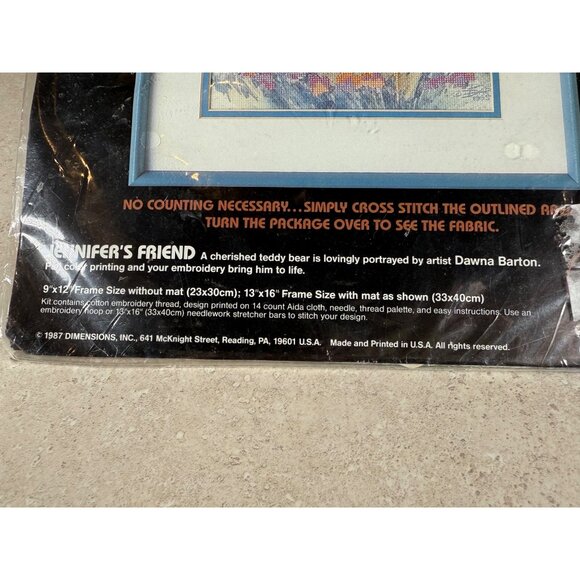 NO COUNTING NECESSARY...SIMPLY CROSS STITCH THE OUTLINED
TURN THE PACKAGE OVER TO SEE THE FABRIC.
JENNIFER'S FRIEND A cherished teddy bear is lovingly portrayed by artist Dawna Barton.
color printing and your embroidery bring him to life.
9"x12" Frame Size without mat (23x30cm); 13"x16" Frame Size with mat as shown (33x40cm)
Kit contains cotton embroidery thread, design printed on 14 count Aida cloth, needle, thread palette, and easy instructions. Use an
embroidery hoop or 13"x16" (33x40cm) needlework stretcher bars to stitch your design.
© 1987 DIMENSIONS, INC., 641 McKnight Street, Reading, PA, 19601 U.S.A. Made and Printed in U.S.A. All rights reserved.